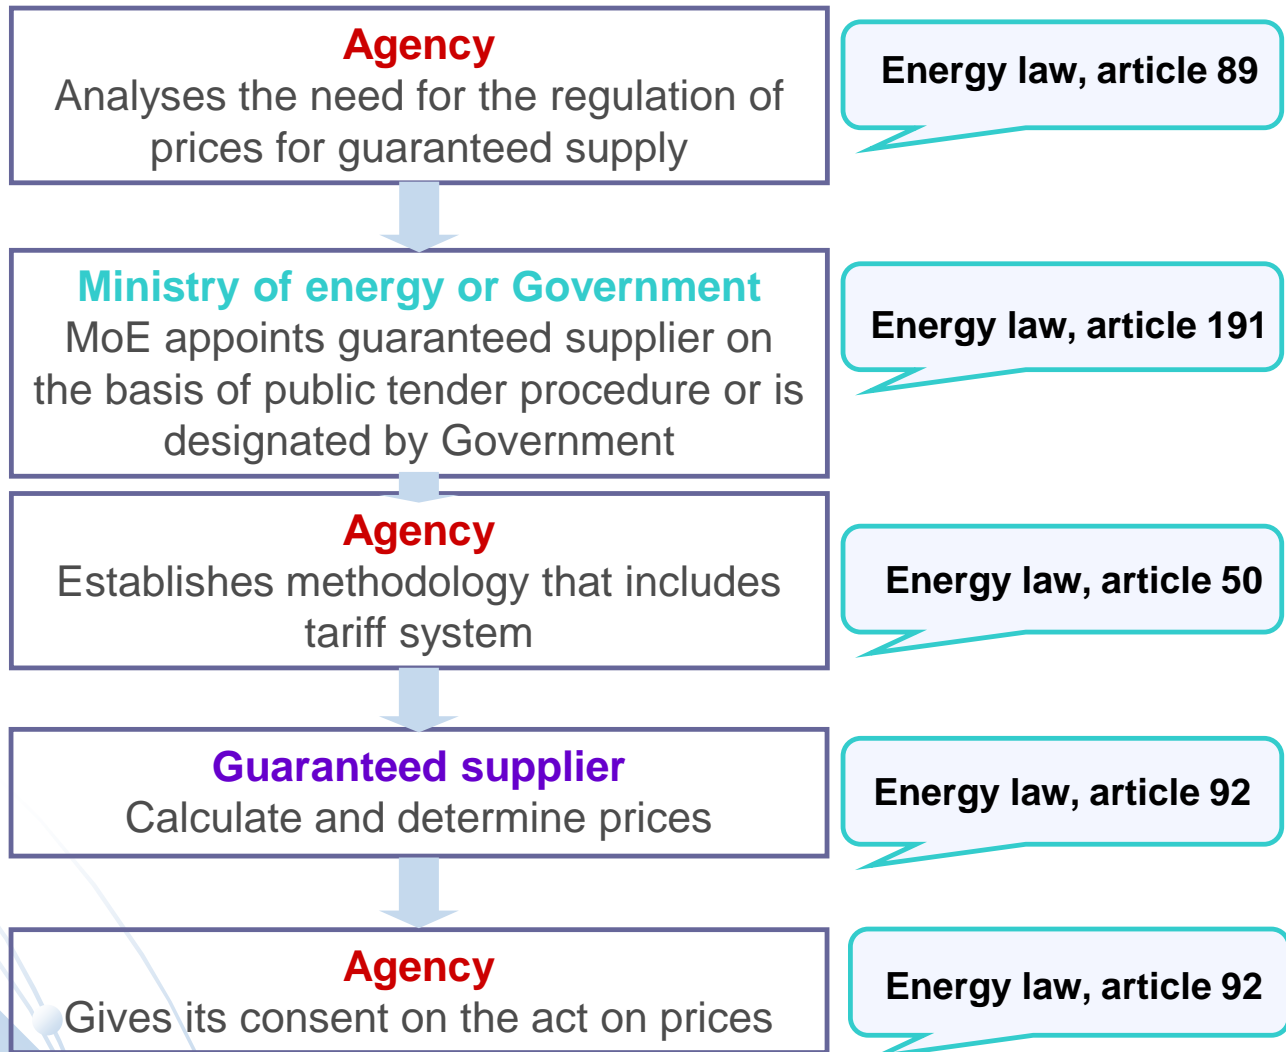 Agency
Analyses the need for the regulation of
prices for guaranteed supply
Energy law, article 89
Ministry of energy or Government
MoE appoints guaranteed supplier on
the basis of public tender procedure or is
designated by Government
Energy law, article 191
Agency
Establishes methodology that includes
tariff system
Energy law, article 50
Guaranteed supplier
Calculate and determine prices
Energy law, article 92
Agency
Gives its consent on the act on prices
Energy law, article 92